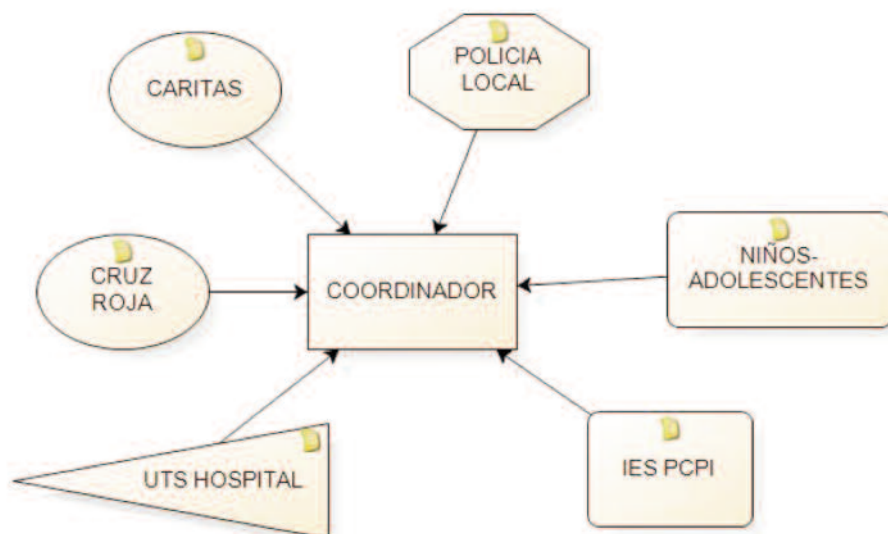 CARITAS
POLICIA
LOCAL
CRUZ
ROJA
COORDINADOR
NIÑOS-
ADOLESCENTES
UTS HOSPITAL
IES PCPI